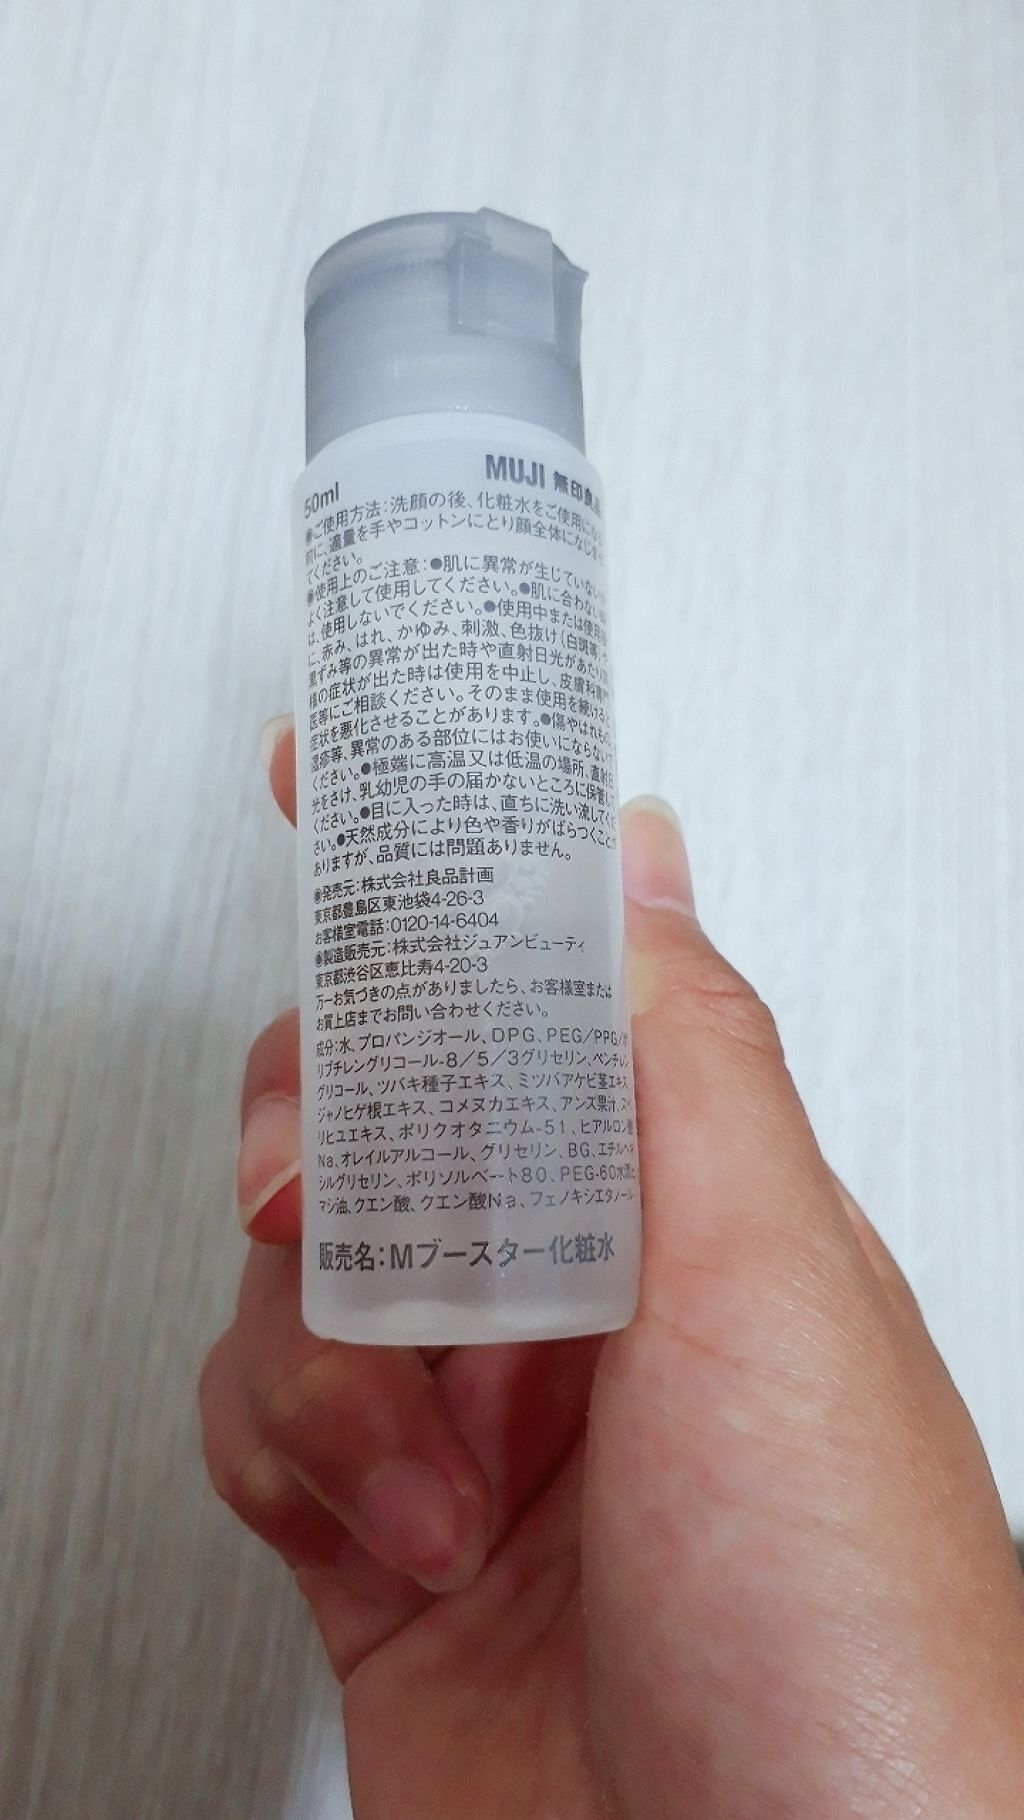 MUJI 無印良品
50ml
●ご使用方法：洗顔の後、化粧水をご使用になる
前に、適量を手やコットンにとり顔全体になじませ
てください。
●使用上のご注意：●肌に異常が生じていないか
よく注意して使用してください。●肌に合わない
は、使用しないでください。●使用中または使用後
に、赤み、はれ、かゆみ、刺激、色抜け（白斑等）や
黒ずみ等の異常が出た時や直射日光があたり同
様の症状が出た時は使用を中止し、皮膚科専門
医等にご相談ください。そのまま使用を続けると
症状を悪化させることがあります。●傷やはれもの、
湿疹等、異常のある部位にはお使いにならないで
ください。●極端に高温又は低温の場所、直射日
光をさけ、乳幼児の手の届かないところに保管して
ください。●目に入った時は、直ちに洗い流してくだ
さい。●天然成分により色や香りがばらつくことが
ありますが、品質には問題ありません。
●発売元：株式会社良品計画
東京都豊島区東池袋4-26-3
お客様室電話：0120-14-6404
●製造販売元：株式会社ジュアンビューティ
東京都渋谷区恵比寿4-20-3
万一お気づきの点がありましたら、お客様室または
お買上店までお問い合わせください。
成分：水、プロパンジオール、DPG、PEG/PPG/ポ
リブチレングリコール-8/5/3グリセリン、ペンチレン
グリコール、ツバキ種子エキス、ミツバアケビ茎エキス、
ジャノヒゲ根エキス、コメヌカエキス、アンズ果汁、スベ
リヒユエキス、ポリクオタニウム-51、ヒアルロン酸
Na、オレイルアルコール、グリセリン、BG、エチルヘキ
シルグリセリン、ポリソルベート80、PEG-60水添ヒ
マシ油、クエン酸、クエン酸Na、フェノキシエタノール
販売名：Mブースター化粧水